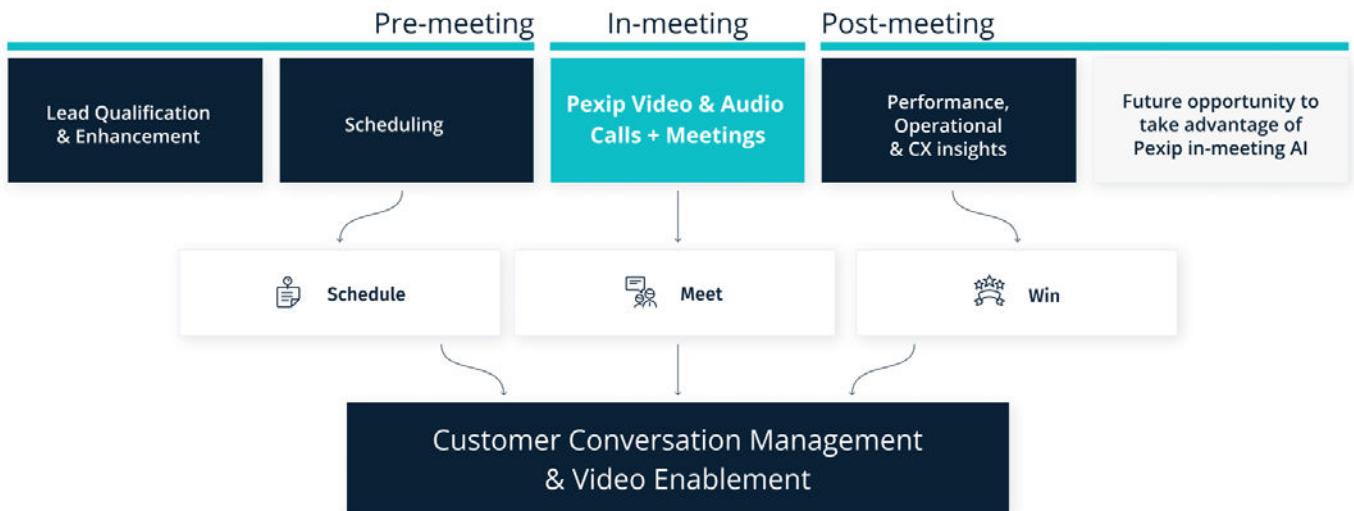 Pre-meeting
In-meeting
Post-meeting
Lead Qualification
& Enhancement
Scheduling
Pexip Video & Audio
Calls + Meetings
Performance,
Operational
& CX insights
Future opportunity to
take advantage of
Pexip in-meeting AI
Schedule
Meet
Win
Customer Conversation Management
& Video Enablement